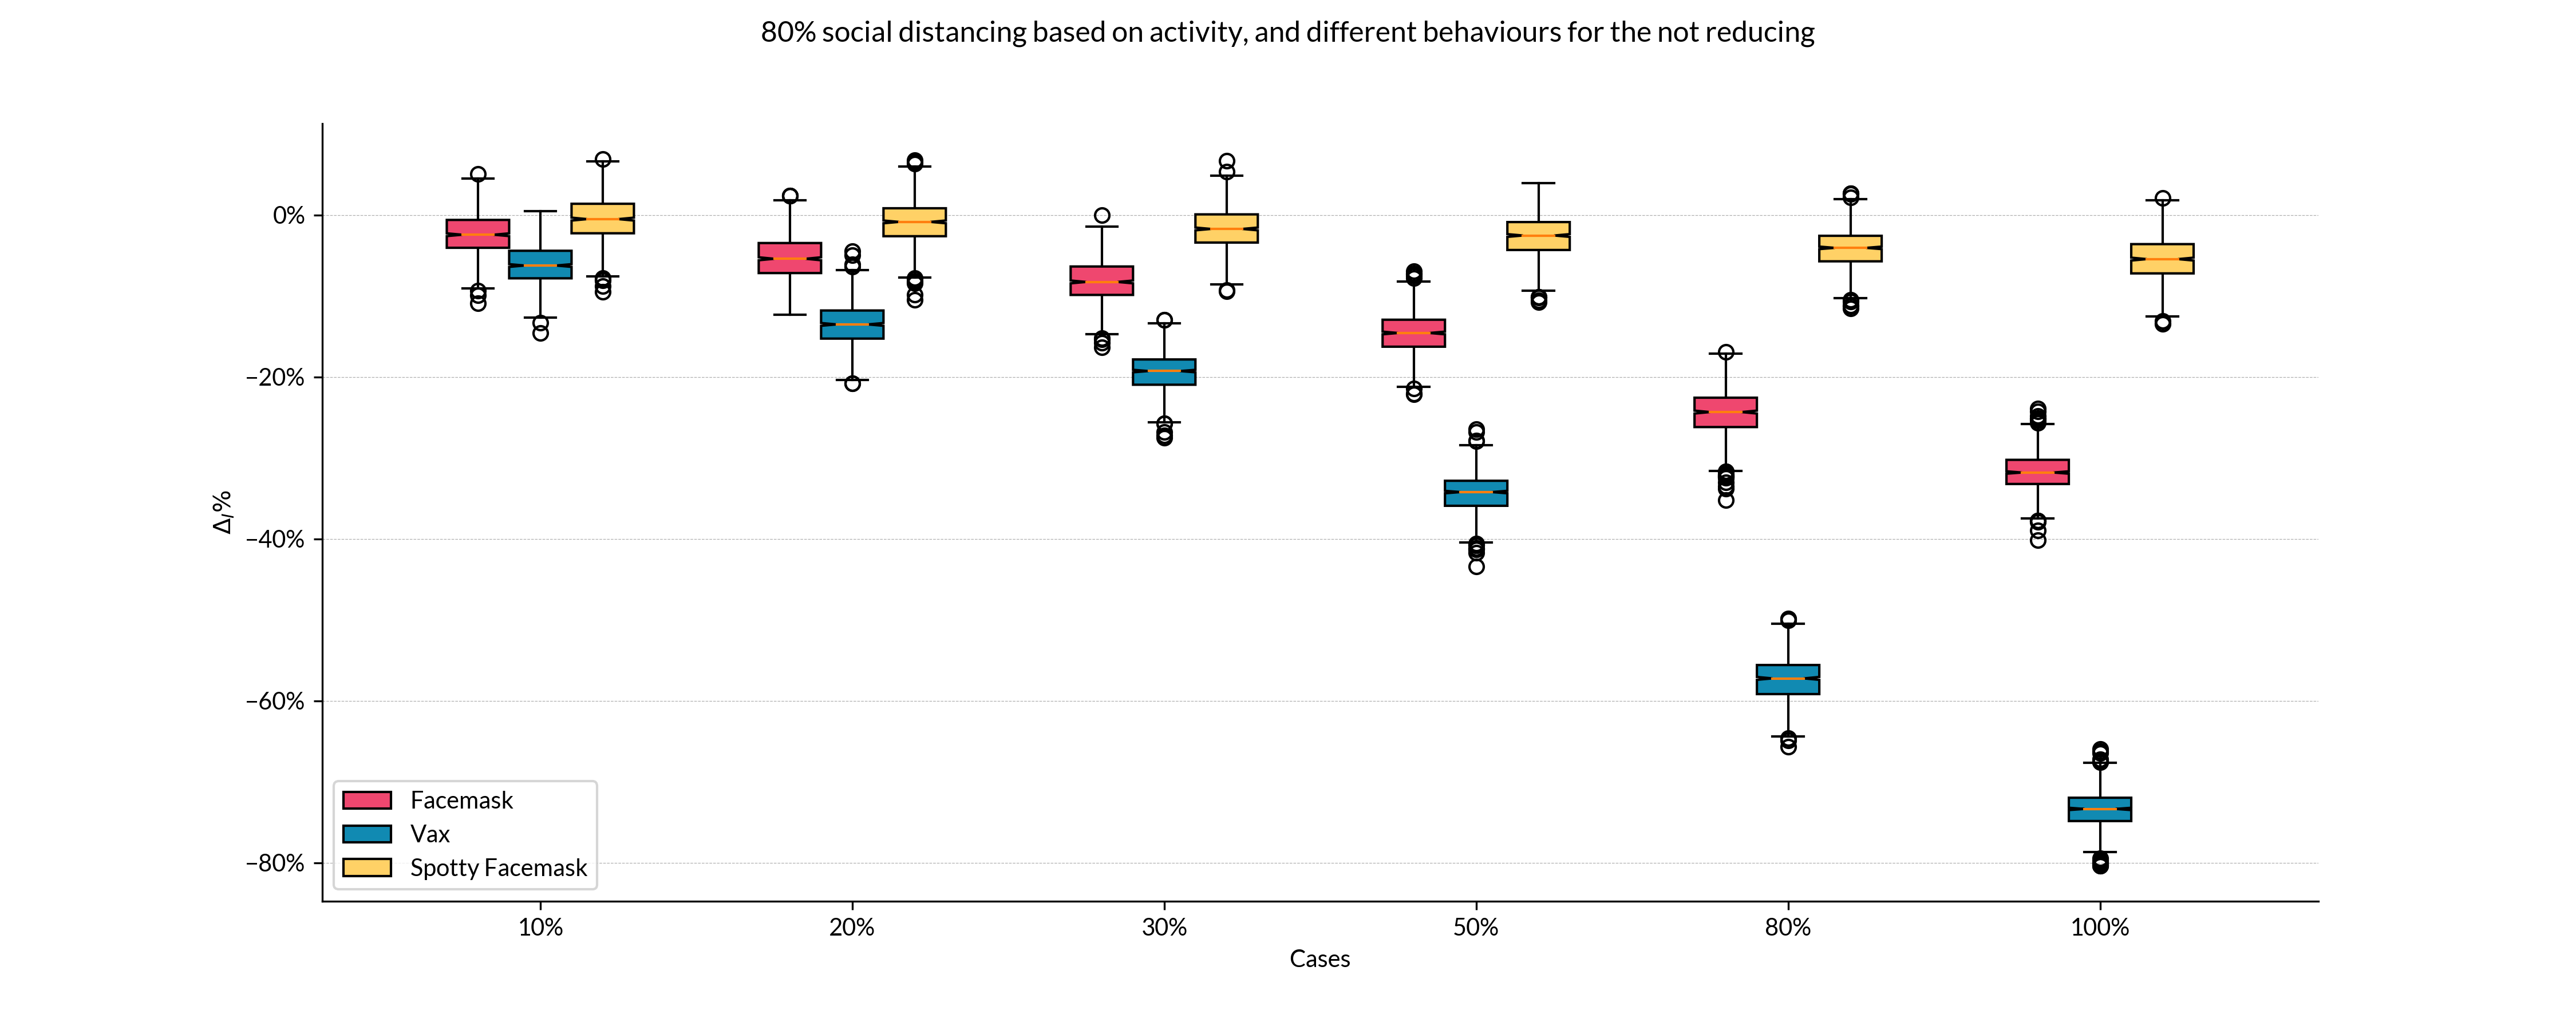 80% social distancing based on activity, and different behaviours for the not reducing
0%
−20%
−40%
−60%
−80%
Δ_I%
Facemask
Vax
Spotty Facemask
10%
20%
30%
50%
80%
100%
Cases